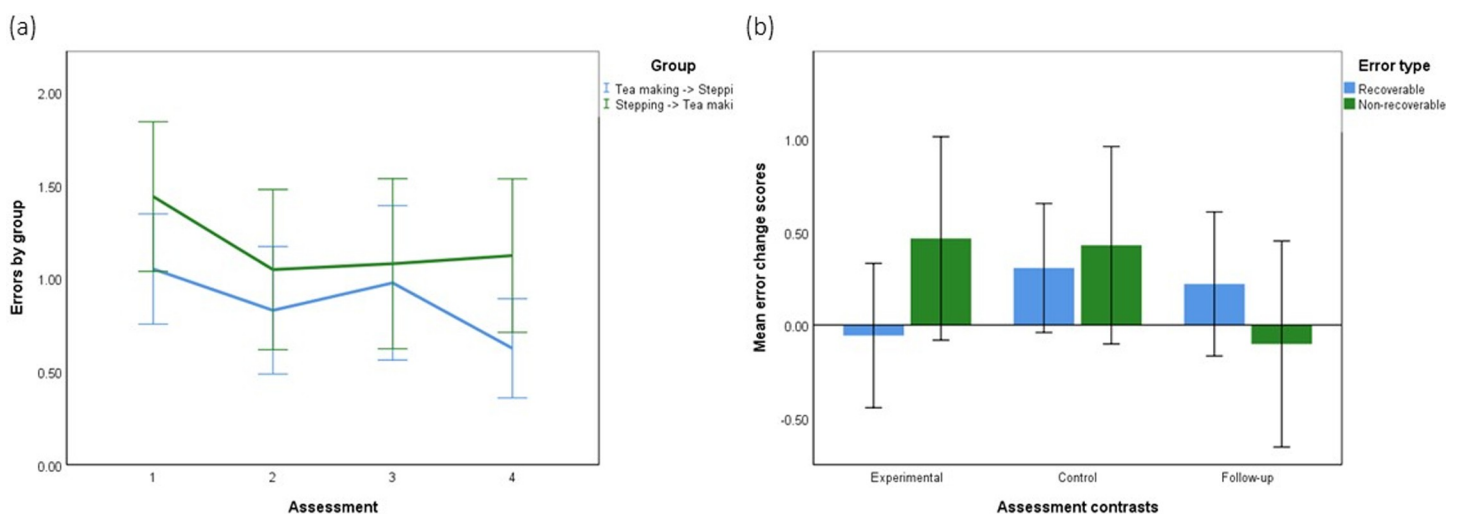 (a)
Errors by group
2.00
1.50
1.00
0.50
0.00
1 2 3 4
Assessment
Group
Tea making -> Steppi
Stepping -> Tea maki
(b)
Mean error change scores
1.00
0.50
0.00
-0.50
Experimental Control Follow-up
Assessment contrasts
Error type
Recoverable
Non-recoverable